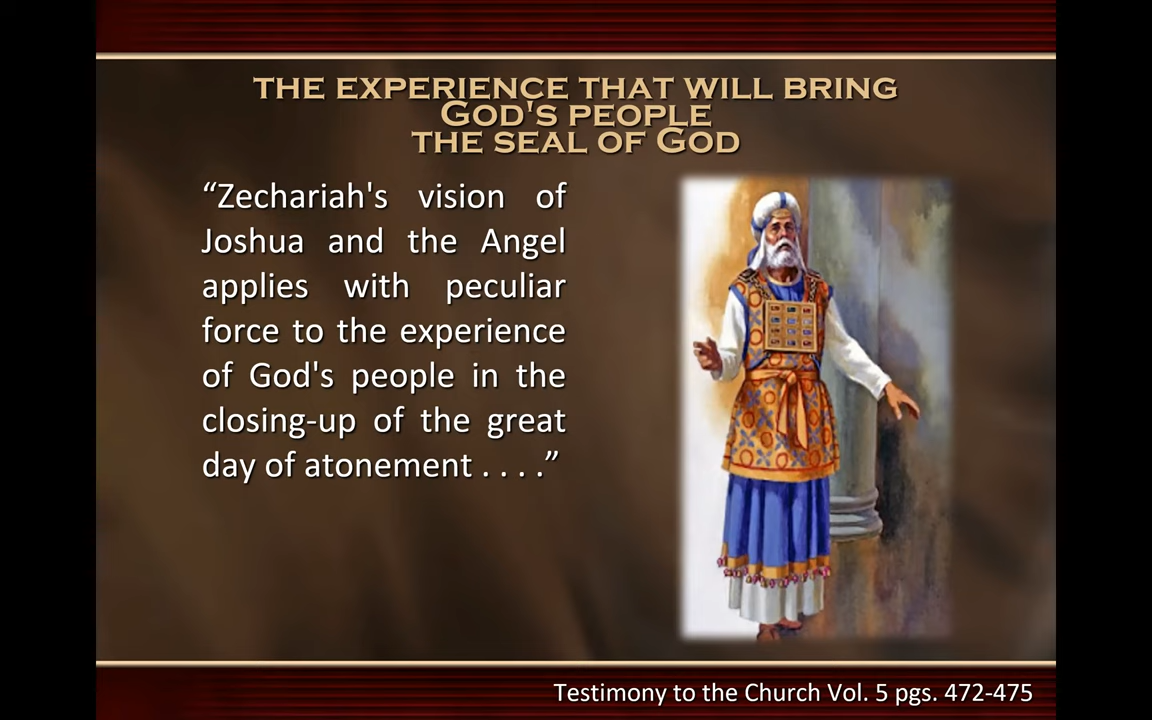 THE EXPERIENCE THAT WILL BRING
GOD'S PEOPLE
THE SEAL OF GOD
“Zechariah's vision of
Joshua and the Angel
applies with peculiar
force to the experience
of God's people in the
closing-up of the great
day of atonement . . . .”
Testimony to the Church Vol. 5 pgs. 472-475